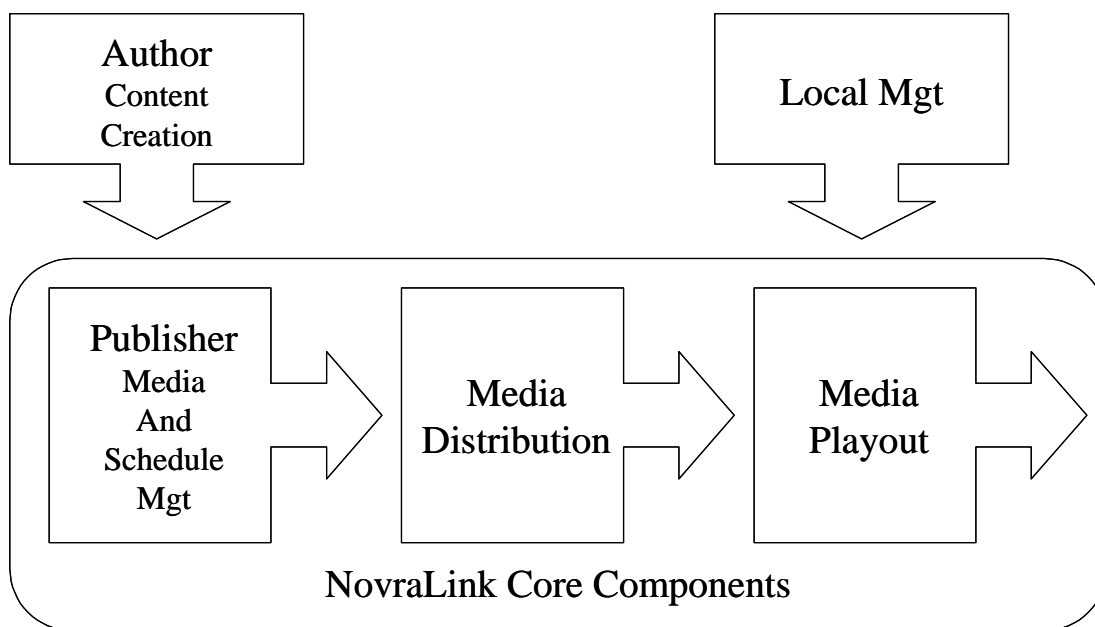 Author
Content
Creation
Local Mgt
Publisher
Media
And
Schedule
Mgt
Media
Distribution
Media
Playout
NovraLink Core Components